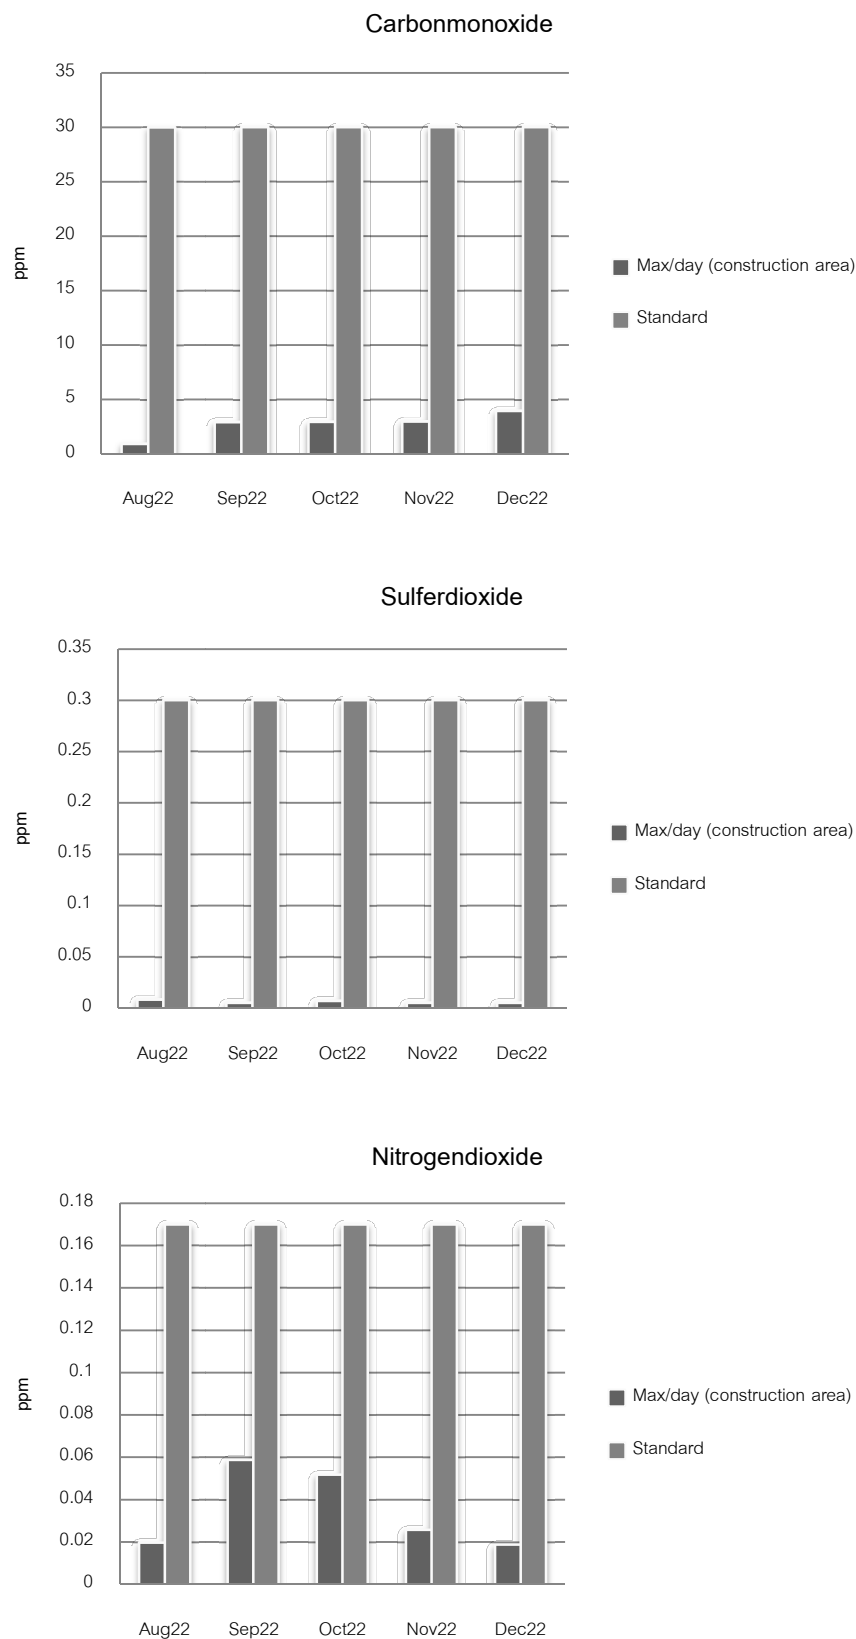 Carbonmonoxide
35
30
25
20
15
10
5
0
ppm
Aug22 Sep22 Oct22 Nov22 Dec22
Max/day (construction area)
Standard
Sulferdioxide
0.35
0.3
0.25
0.2
0.15
0.1
0.05
0
ppm
Aug22 Sep22 Oct22 Nov22 Dec22
Max/day (construction area)
Standard
Nitrogendioxide
0.18
0.16
0.14
0.12
0.1
0.08
0.06
0.04
0.02
0
ppm
Aug22 Sep22 Oct22 Nov22 Dec22
Max/day (construction area)
Standard